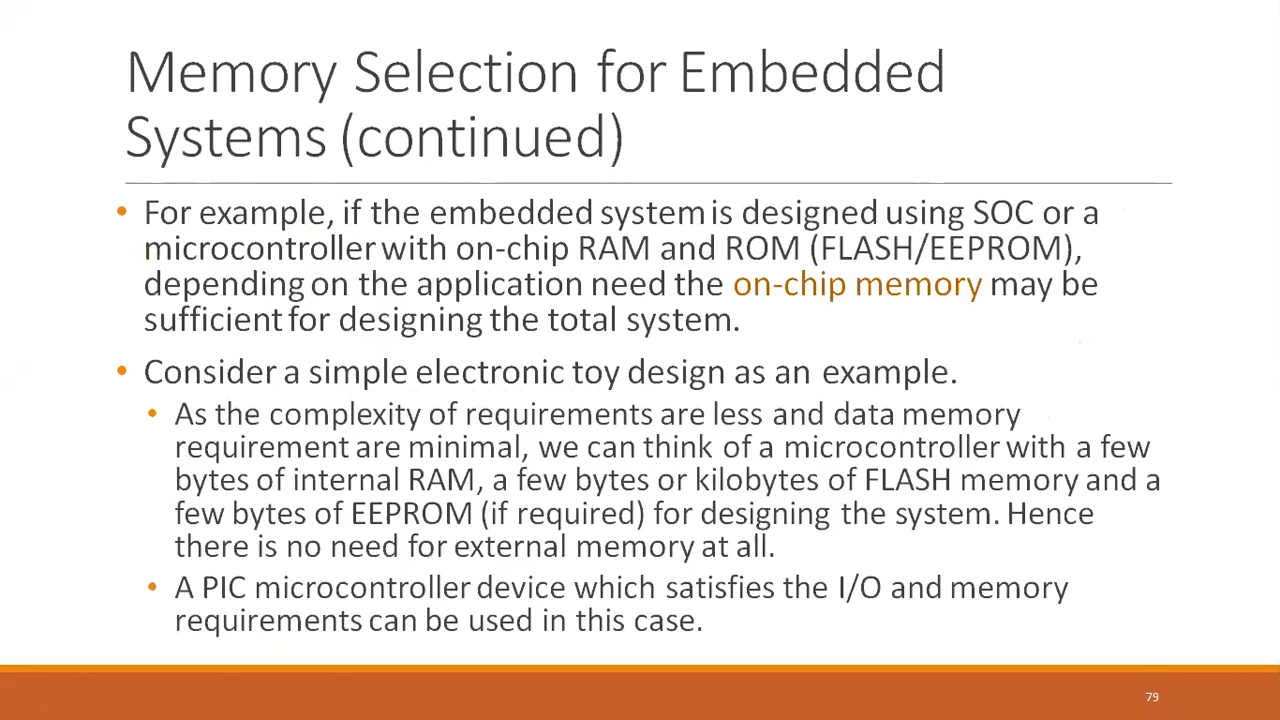 Memory Selection for Embedded
Systems (continued)
• For example, if the embedded system is designed using SOC or a
microcontroller with on-chip RAM and ROM (FLASH/EEPROM),
depending on the application need the on-chip memory may be
sufficient for designing the total system.
• Consider a simple electronic toy design as an example.
• As the complexity of requirements are less and data memory
requirement are minimal, we can think of a microcontroller with a few
bytes of internal RAM, a few bytes or kilobytes of FLASH memory and a
few bytes of EEPROM (if required) for designing the system. Hence
there is no need for external memory at all.
• A PIC microcontroller device which satisfies the I/O and memory
requirements can be used in this case.
79